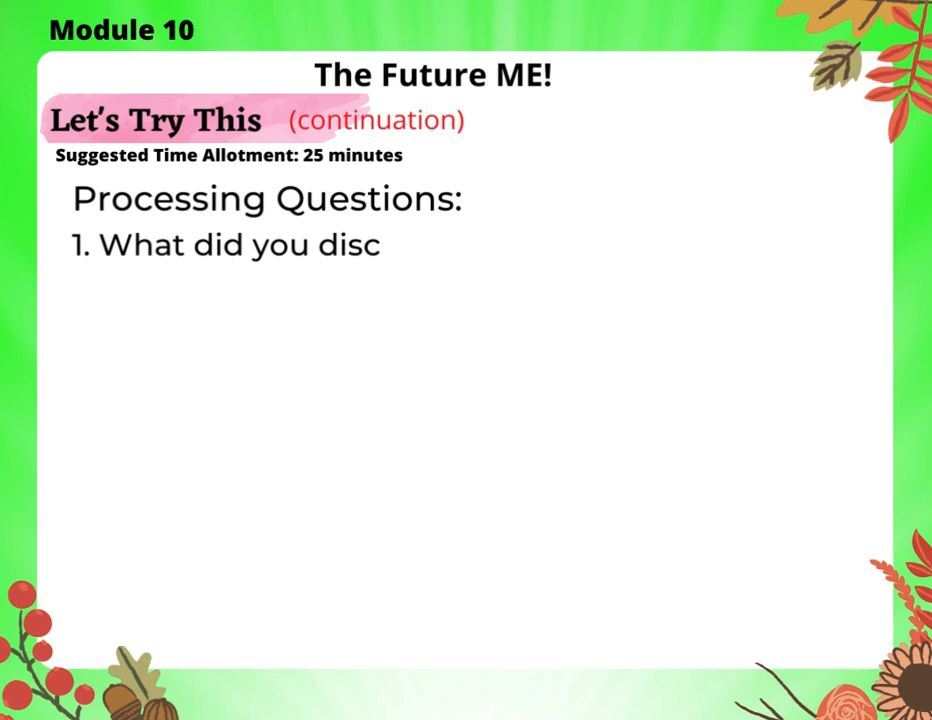 Module 10
The Future ME!
Let's Try This (continuation)
Suggested Time Allotment: 25 minutes
Processing Questions:
1. What did you disc